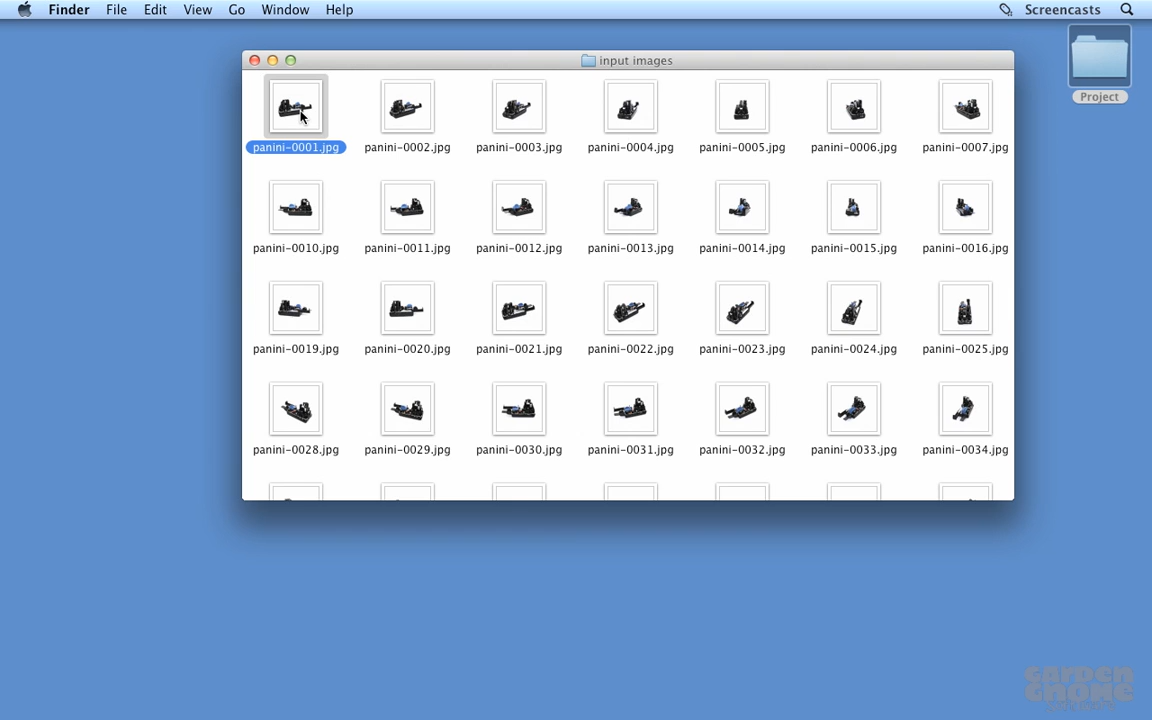 Finder File Edit View Go Window Help Screencasts
input images
Project
panini-0001.jpg panini-0002.jpg panini-0003.jpg panini-0004.jpg panini-0005.jpg panini-0006.jpg panini-0007.jpg
panini-0010.jpg panini-0011.jpg panini-0012.jpg panini-0013.jpg panini-0014.jpg panini-0015.jpg panini-0016.jpg
panini-0019.jpg panini-0020.jpg panini-0021.jpg panini-0022.jpg panini-0023.jpg panini-0024.jpg panini-0025.jpg
panini-0028.jpg panini-0029.jpg panini-0030.jpg panini-0031.jpg panini-0032.jpg panini-0033.jpg panini-0034.jpg
GARDEN
GNOME
SOFTWARE